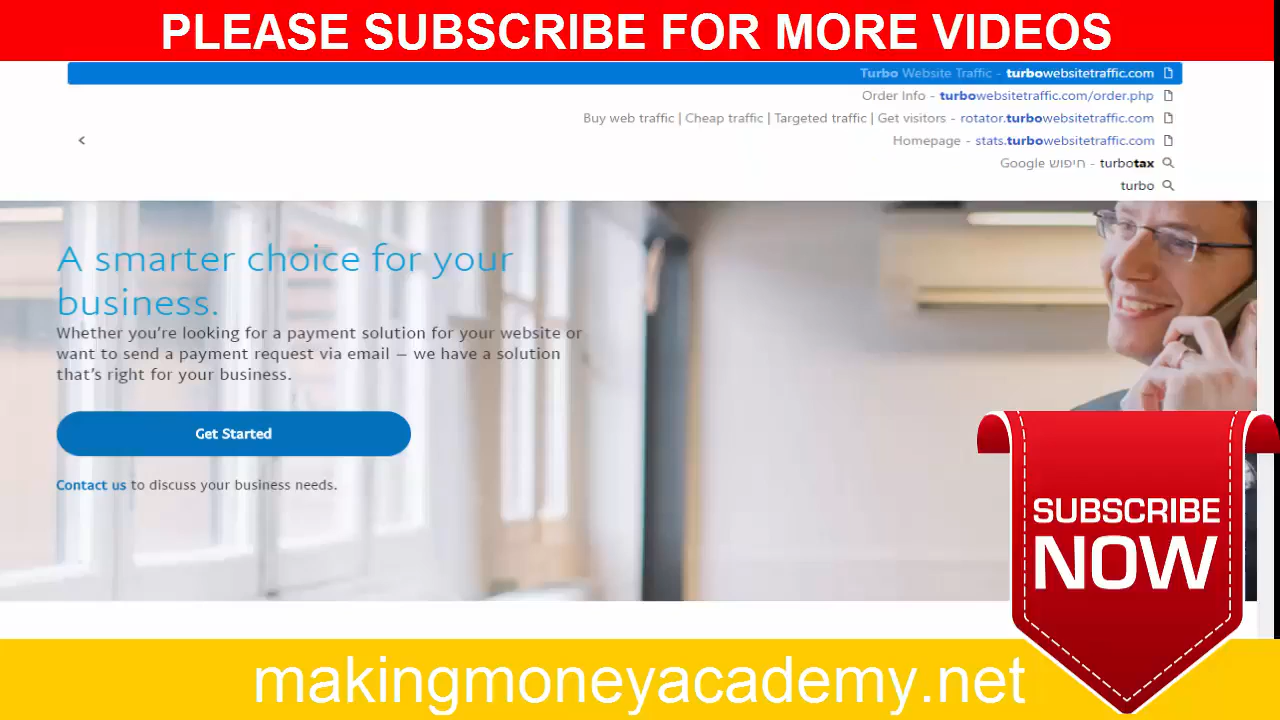 PLEASE SUBSCRIBE FOR MORE VIDEOS
Turbo Website Traffic - turbowebsitetraffic.com
Order Info - turbowebsitetraffic.com/order.php
Buy web traffic | Cheap traffic | Targeted traffic | Get visitors - rotator.turbowebsitetraffic.com
Homepage - stats.turbowebsitetraffic.com
Google חיפוש - turbotax
turbo
A smarter choice for your
business.
Whether you're looking for a payment solution for your website or
want to send a payment request via email – we have a solution
that's right for your business.
Get Started
Contact us to discuss your business needs.
SUBSCRIBE
NOW
makingmoneyacademy.net